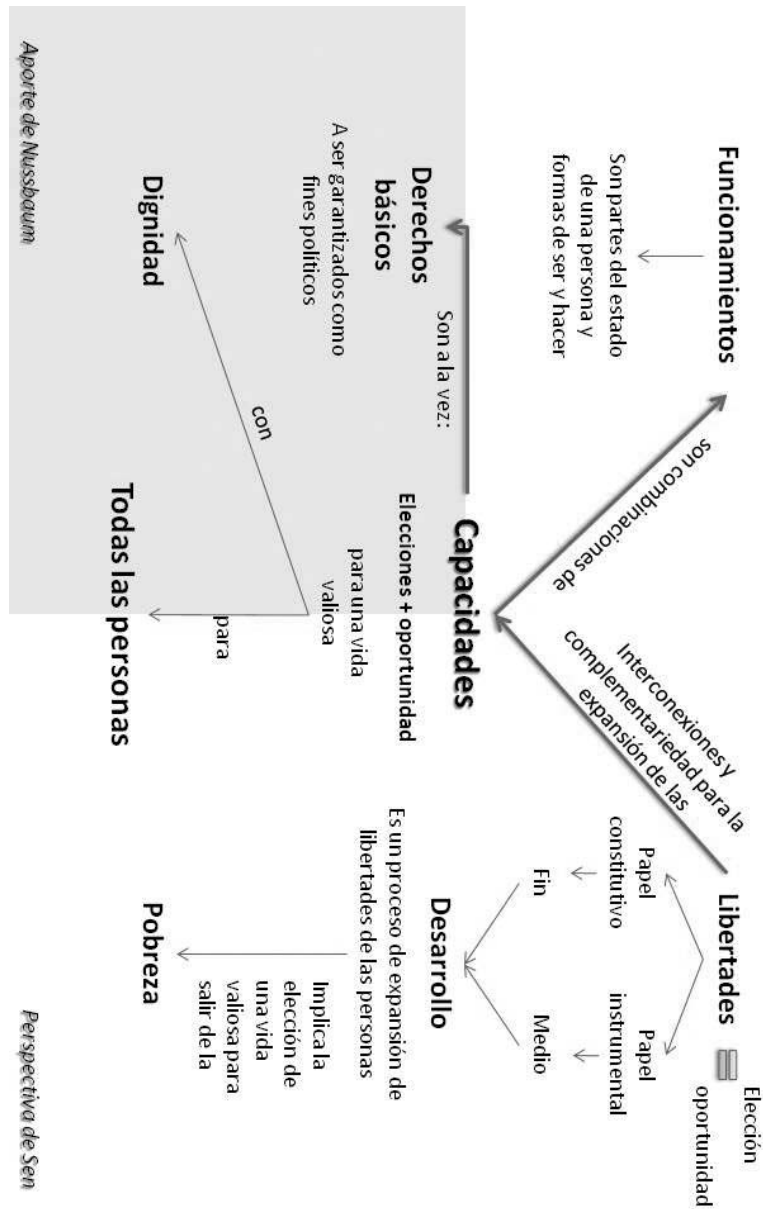 Funcionamientos
Son partes del estado
de una persona y
formas de ser y hacer
son combinaciones de
Interconexiones y
complementariedad para la
expansión de las
Libertades
Elección
oportunidad
Papel
constitutivo
Papel
instrumental
Fin
Medio
Desarrollo
Es un proceso de expansión de
libertades de las personas
Implica la
elección de
una vida
valiosa para
salir de la
Pobreza
Capacidades
Son a la vez:
Elecciones + oportunidad
para una vida
valiosa
Derechos
básicos
A ser garantizados como
fines políticos
con
para
Dignidad
Todas las personas
Aporte de Nussbaum
Perspectiva de Sen